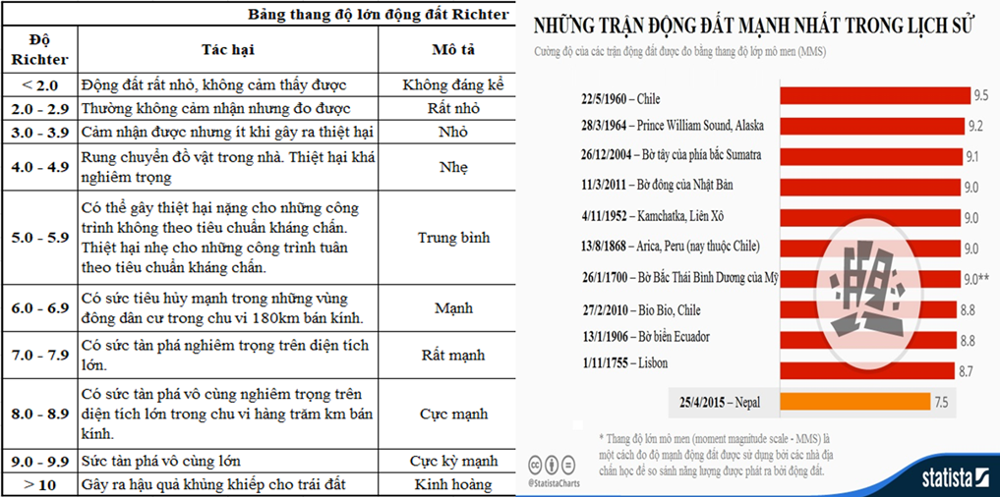 Bảng thang độ lớn động đất Richter
Độ
Richter
Tác hại
Mô tả
< 2.0
Động đất rất nhỏ, không cảm thấy được
Không đáng kể
2.0 - 2.9
Thường không cảm nhận nhưng đo được
Rất nhỏ
3.0 - 3.9
Cảm nhận được nhưng ít khi gây ra thiệt hại
Nhỏ
4.0 - 4.9
Rung chuyển đồ vật trong nhà. Thiệt hại khá
nghiêm trọng
Nhẹ
5.0 - 5.9
Có thể gây thiệt hại nặng cho những công
trình không theo tiêu chuẩn kháng chấn.
Thiệt hại nhẹ cho những công trình tuân
theo tiêu chuẩn kháng chấn.
Trung bình
6.0 - 6.9
Có sức tiêu hủy mạnh trong những vùng
đông dân cư trong chu vi 180km bán kính.
Mạnh
7.0 - 7.9
Có sức tàn phá nghiêm trọng trên diện tích
lớn.
Rất mạnh
8.0 - 8.9
Có sức tàn phá vô cùng nghiêm trọng trên
diện tích lớn trong chu vi hàng trăm km bán
kính.
Cực mạnh
9.0 - 9.9
Sức tàn phá vô cùng lớn
Cực kỳ mạnh
> 10
Gây ra hậu quả khủng khiếp cho trái đất
Kinh hoàng
NHỮNG TRẬN ĐỘNG ĐẤT MẠNH NHẤT TRONG LỊCH SỬ
Cường độ của các trận động đất được đo bằng thang độ lớp mô men (MMS)
22/5/1960 – Chile 9.5
28/3/1964 – Prince William Sound, Alaska 9.2
26/12/2004 – Bờ tây của phía bắc Sumatra 9.1
11/3/2011 – Bờ đông của Nhật Bản 9.0
4/11/1952 – Kamchatka, Liên Xô 9.0
13/8/1868 – Arica, Peru (nay thuộc Chile) 9.0
26/1/1700 – Bờ Bắc Thái Bình Dương của Mỹ 9.0**
27/2/2010 – Bio Bio, Chile 8.8
13/1/1906 – Bờ biển Ecuador 8.8
1/11/1755 – Lisbon 8.7
25/4/2015 – Nepal 7.5
* Thang độ lớn mô men (moment magnitude scale - MMS) là
một cách đo độ mạnh động đất được sử dụng bởi các nhà địa
chấn học để so sánh năng lượng được phát ra bởi động đất.
@StatistaCharts
statista